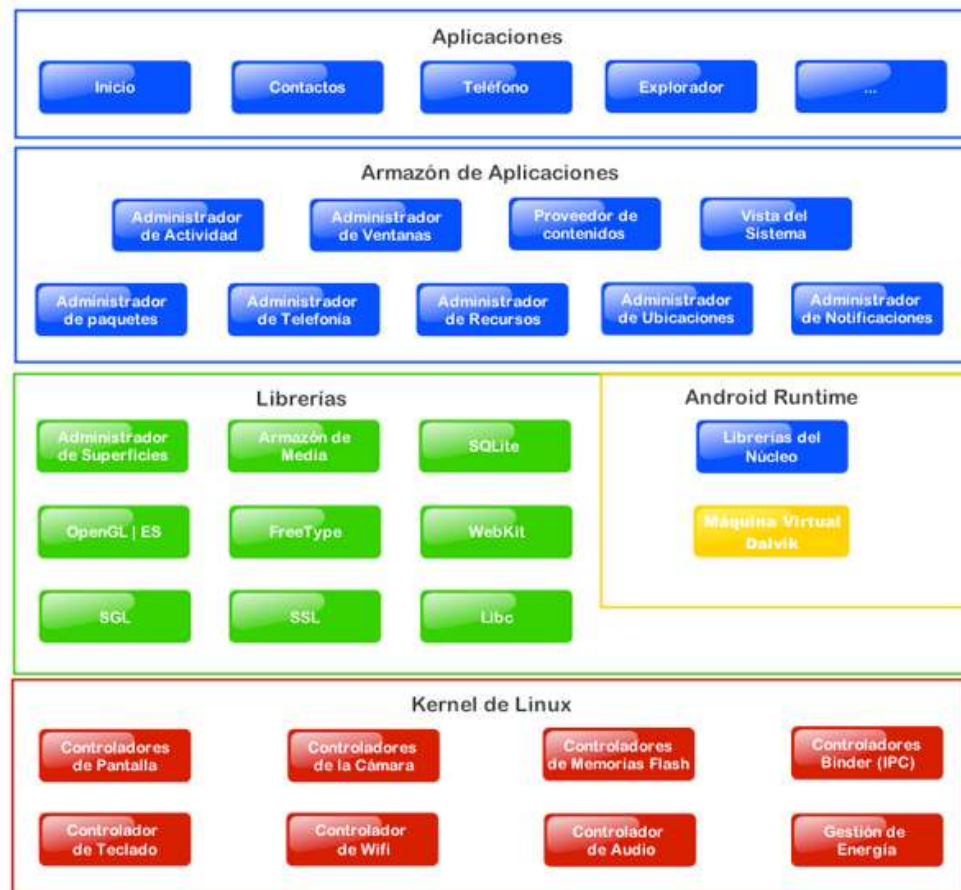 Aplicaciones
Inicio
Contactos
Teléfono
Explorador
...
Armazón de Aplicaciones
Administrador
de Actividad
Administrador
de Ventanas
Proveedor de
contenidos
Vista del
Sistema
Administrador
de paquetes
Administrador
de Telefonía
Administrador
de Recursos
Administrador
de Ubicaciones
Administrador
de Notificaciones
Librerías
Administrador
de Superficies
Armazón de
Media
SQLite
OpenGL | ES
FreeType
WebKit
SGL
SSL
Libc
Android Runtime
Librerías del
Núcleo
Máquina Virtual
Dalvik
Kernel de Linux
Controladores
de Pantalla
Controladores
de la Cámara
Controladores
de Memorias Flash
Controladores
Binder (IPC)
Controlador
de Teclado
Controlador
de Wifi
Controlador
de Audio
Gestión de
Energía